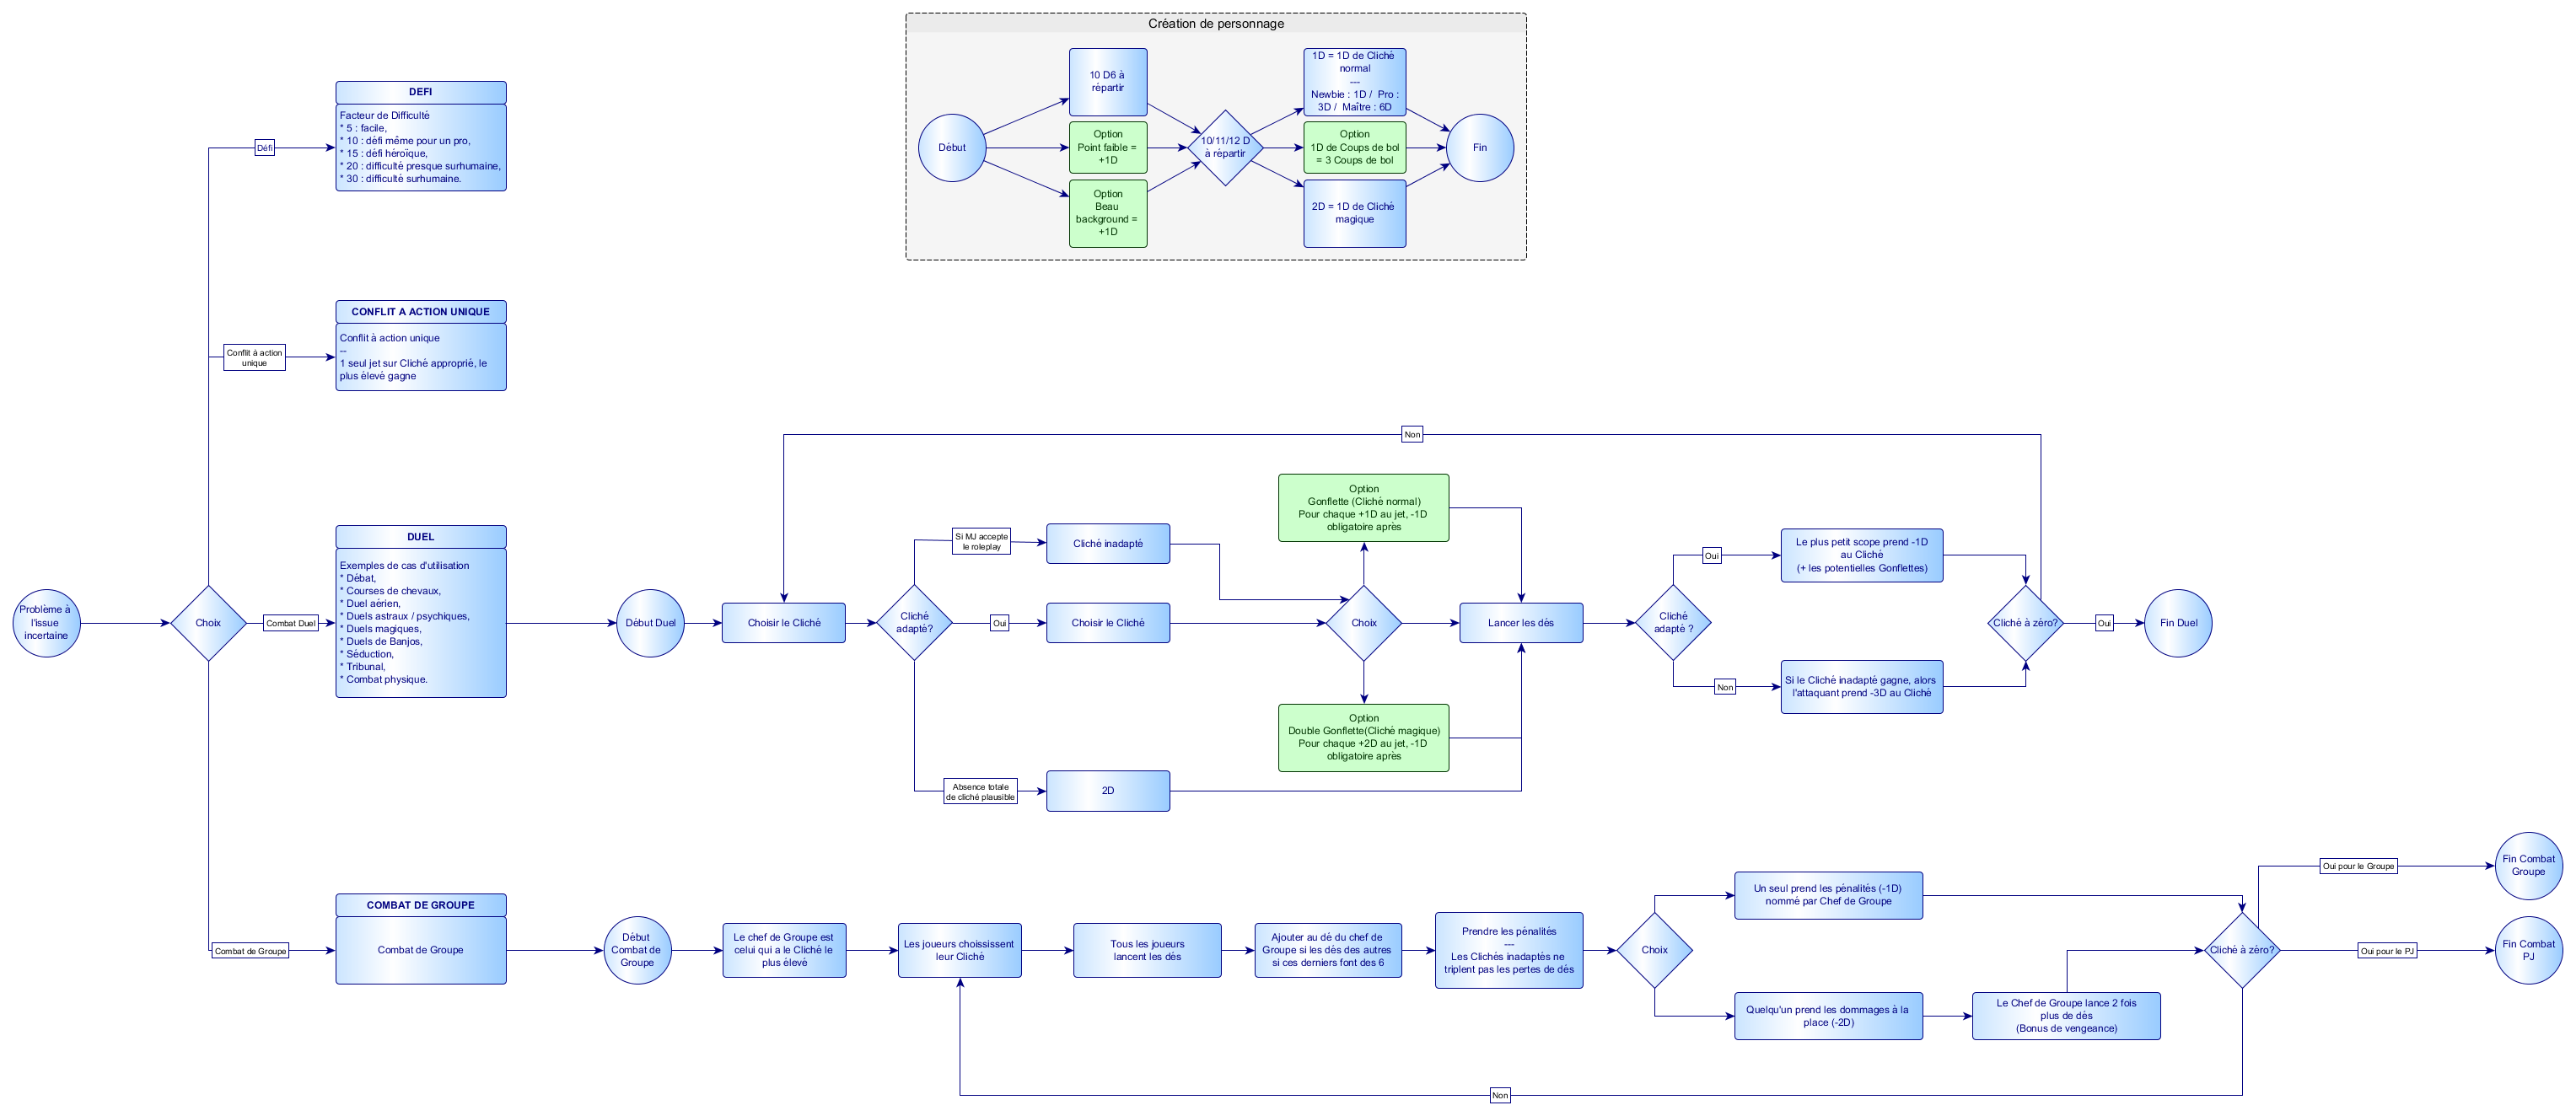 Création de personnage
Début
10 D6 à
répartir
Option
Point faible =
+1D
Option
Beau
background =
+1D
10/11/12 D
à répartir
1D = 1D de Cliché
normal
---
Newbie : 1D /  Pro :
3D /  Maître : 6D
Option
1D de Coups de bol
= 3 Coups de bol
2D = 1D de Cliché
magique
Fin
Problème à
l'issue
incertaine
Choix
Défi
DEFI
Facteur de Difficulté
* 5 : facile,
* 10 : défi même pour un pro,
* 15 : défi héroïque,
* 20 : difficulté presque surhumaine,
* 30 : difficulté surhumaine.
Conflit à action
unique
CONFLIT A ACTION UNIQUE
Conflit à action unique
--
1 seul jet sur Cliché approprié, le
plus élevé gagne
Combat Duel
DUEL
Exemples de cas d'utilisation
* Débat,
* Courses de chevaux,
* Duel aérien,
* Duels astraux / psychiques,
* Duels magiques,
* Duels de Banjos,
* Séduction,
* Tribunal,
* Combat physique.
Début Duel
Choisir le Cliché
Cliché
adapté?
Si MJ accepte
le roleplay
Cliché inadapté
Oui
Choisir le Cliché
Absence totale
de cliché plausible
2D
Choix
Option
Gonflette (Cliché normal)
Pour chaque +1D au jet, -1D
obligatoire après
Option
Double Gonflette(Cliché magique)
Pour chaque +2D au jet, -1D
obligatoire après
Lancer les dés
Cliché
adapté ?
Oui
Le plus petit scope prend -1D
au Cliché
(+ les potentielles Gonflettes)
Non
Si le Cliché inadapté gagne, alors
l'attaquant prend -3D au Cliché
Cliché à zéro?
Non
Oui
Fin Duel
Combat de Groupe
COMBAT DE GROUPE
Combat de Groupe
Début
Combat de
Groupe
Le chef de Groupe est
celui qui a le Cliché le
plus élevé
Les joueurs choississent
leur Cliché
Tous les joueurs
lancent les dés
Ajouter au dé du chef de
Groupe si les dés des autres
si ces derniers font des 6
Prendre les pénalités
---
Les Clichés inadaptés ne
triplent pas les pertes de dés
Choix
Un seul prend les pénalités (-1D)
nommé par Chef de Groupe
Quelqu'un prend les dommages à la
place (-2D)
Le Chef de Groupe lance 2 fois
plus de dés
(Bonus de vengeance)
Cliché à zéro?
Oui pour le Groupe
Fin Combat
Groupe
Oui pour le PJ
Fin Combat
PJ
Non